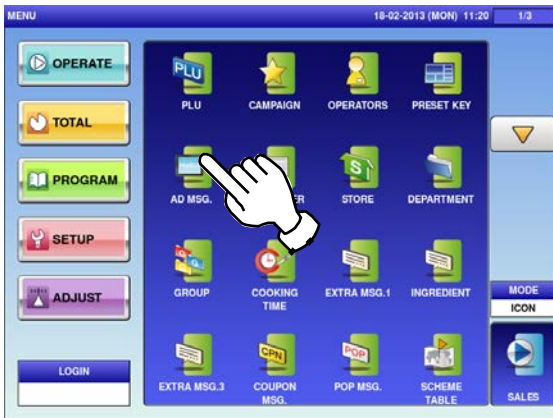 MENU
18-02-2013 (MON) 11:20
1/3
OPERATE
TOTAL
PROGRAM
SETUP
ADJUST
LOGIN
PLU
PLU
CAMPAIGN
OPERATORS
PRESET KEY
AD MSG.
ER
S
STORE
DEPARTMENT
GROUP
COOKING
TIME
EXTRA MSG.1
INGREDIENT
EXTRA MSG.3
CPN
COUPON
MSG.
POP
POP MSG.
SCHEME
TABLE
MODE
ICON
SALES